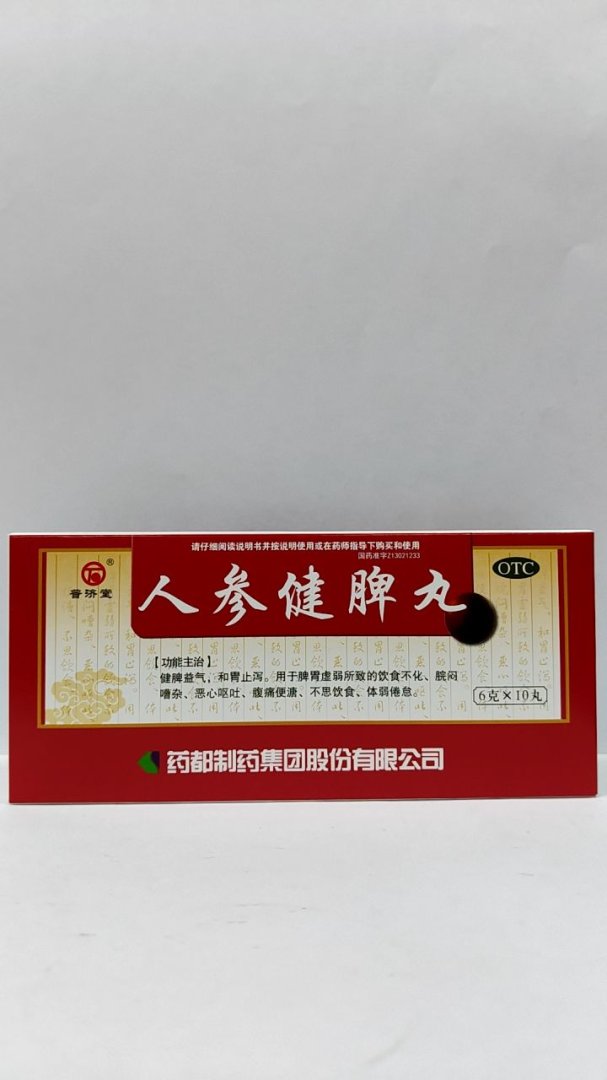 请仔细阅读说明书并按说明使用或在药师指导下购买和使用
国药准字Z13021233
®
普济堂
人参健脾丸
OTC
【功能主治】
健脾益气，和胃止泻。用于脾胃虚弱所致的饮食不化、脘闷
嘈杂、恶心呕吐、腹痛便溏、不思饮食、体弱倦怠。
6克×10丸
药都制药集团股份有限公司